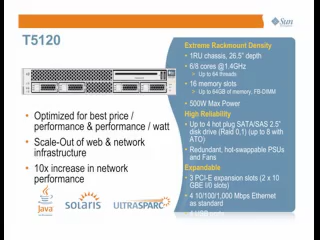 Sun
T5120
Extreme Rackmount Density
• 1RU chassis, 26.5" depth
• 6/8 cores @1.4GHz
• Up to 64 threads
• 16 memory slots
• Up to 64GB of memory, FB-DIMM
• 500W Max Power
High Reliability
• Up to 4 hot plug SATA/SAS 2.5"
disk drive (Raid 0,1) (up to 8 with
ATO)
• Redundant, hot-swappable PSUs
and Fans
Expandable
• 3 PCI-E expansion slots (2 x 10
GBE I/O slots)
• 4 10/100/1,000 Mbps Ethernet
as standard
• Optimized for best price /
performance & performance / watt
• Scale-Out of web & network
infrastructure
• 10x increase in network
performance
Java
SOLARIS
ULTRASPARC